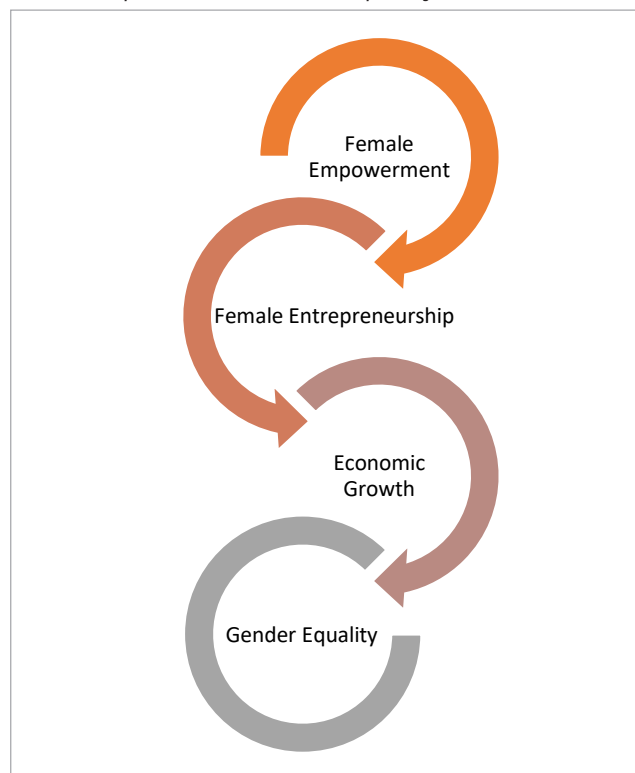 Female
Empowerment
Female Entrepreneurship
Economic
Growth
Gender Equality